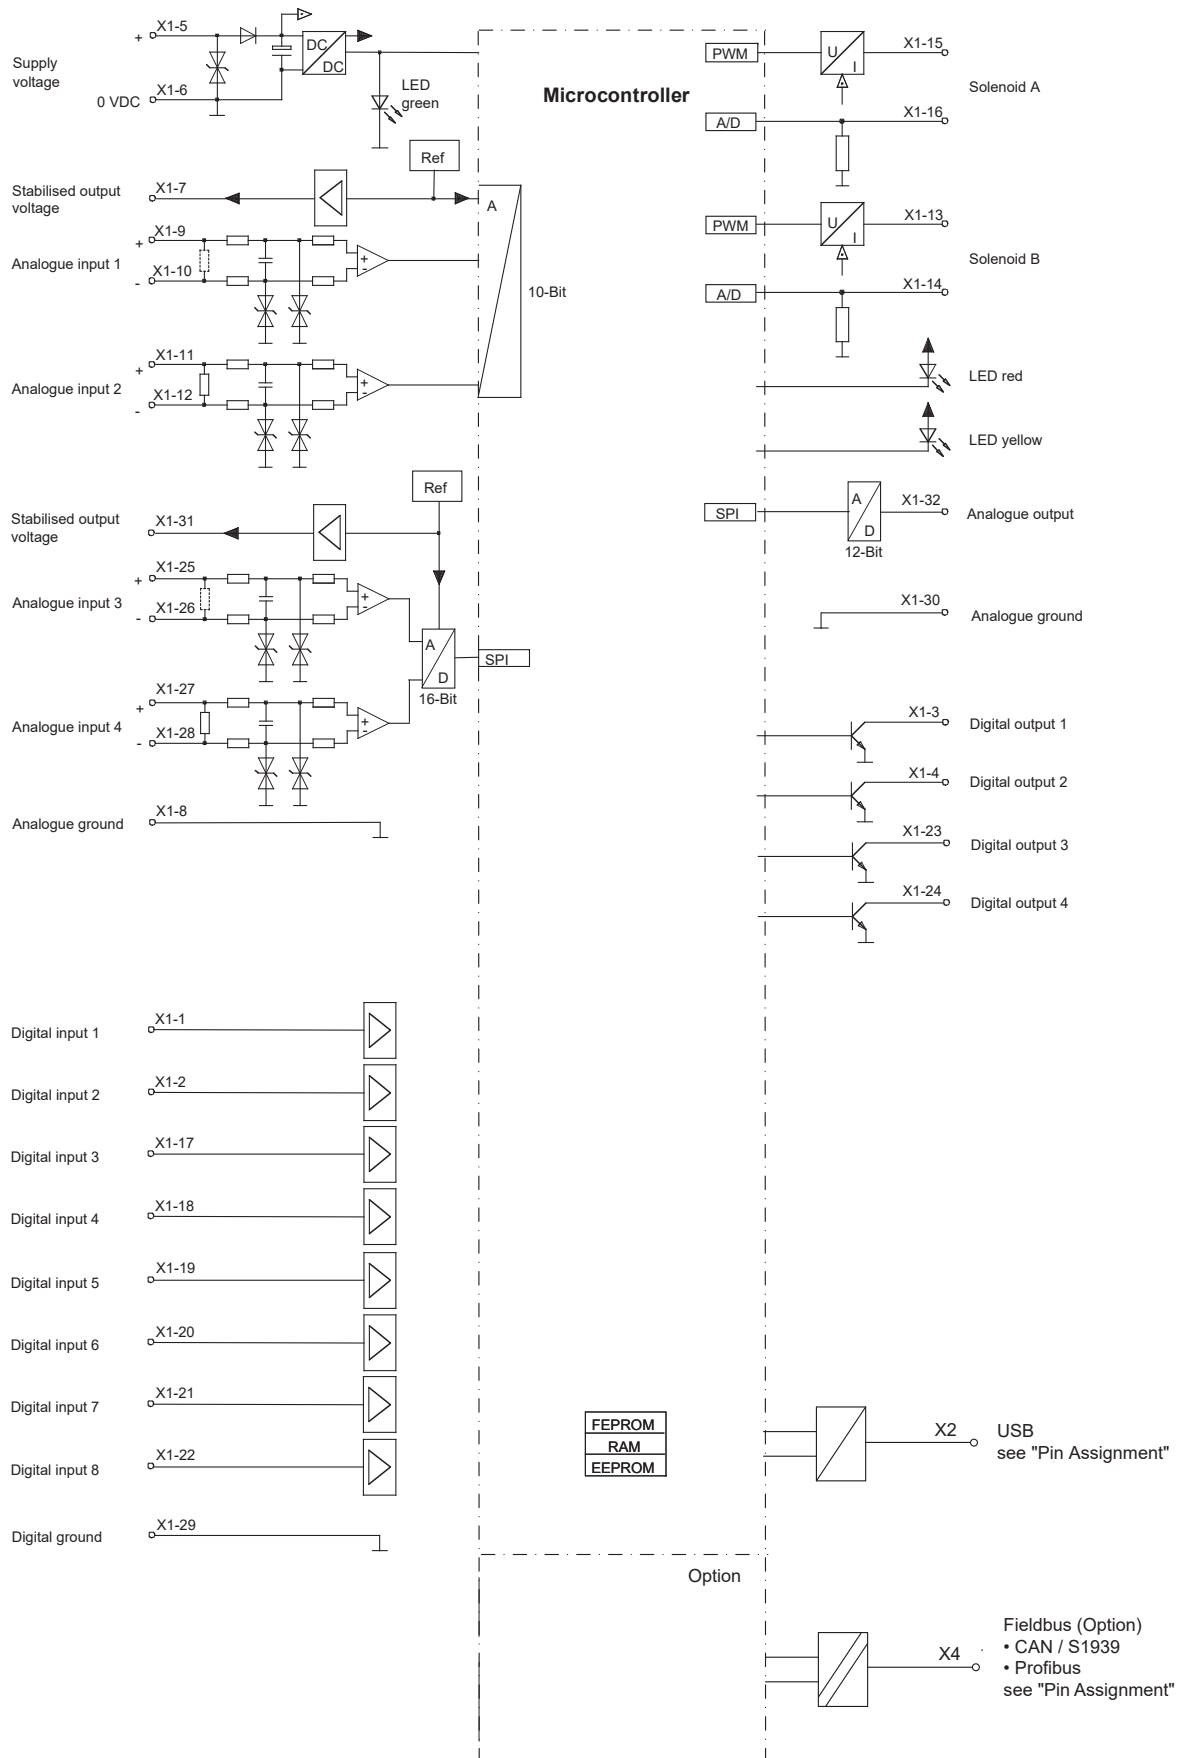 Supply
voltage
+
X1-5
0 VDC
X1-6
DC
DC
LED
green
Stabilised output
voltage
X1-7
Ref
Analogue input 1
+
X1-9
-
X1-10
+
-
A
10-Bit
Analogue input 2
+
X1-11
-
X1-12
+
-
Stabilised output
voltage
X1-31
Ref
Analogue input 3
+
X1-25
-
X1-26
+
-
A
D
16-Bit
SPI
Analogue input 4
+
X1-27
-
X1-28
+
-
Analogue ground
X1-8
Digital input 1
X1-1
Digital input 2
X1-2
Digital input 3
X1-17
Digital input 4
X1-18
Digital input 5
X1-19
Digital input 6
X1-20
Digital input 7
X1-21
Digital input 8
X1-22
Digital ground
X1-29
Microcontroller
FEPROM
RAM
EEPROM
Option
PWM
U
I
X1-15
Solenoid A
A/D
X1-16
PWM
U
I
X1-13
Solenoid B
A/D
X1-14
LED red
LED yellow
SPI
A
D
12-Bit
X1-32
Analogue output
X1-30
Analogue ground
X1-3
Digital output 1
X1-4
Digital output 2
X1-23
Digital output 3
X1-24
Digital output 4
X2
USB
see "Pin Assignment"
X4
Fieldbus (Option)
• CAN / S1939
• Profibus
see "Pin Assignment"